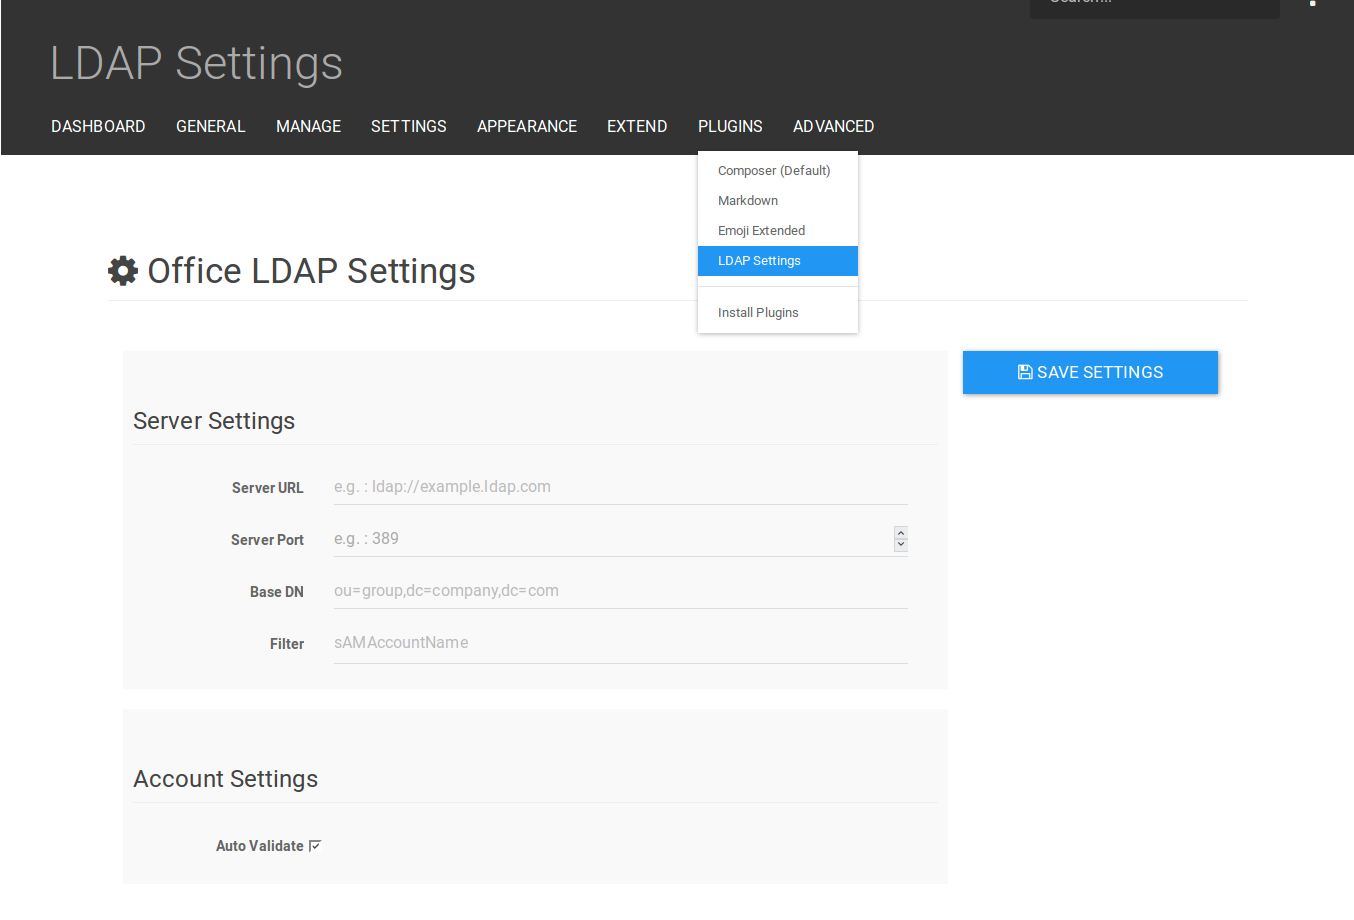 LDAP Settings
DASHBOARD GENERAL MANAGE SETTINGS APPEARANCE EXTEND PLUGINS ADVANCED
Composer (Default)
Markdown
Emoji Extended
LDAP Settings
Install Plugins
Office LDAP Settings
SAVE SETTINGS
Server Settings
Server URL e.g. : ldap://example.ldap.com
Server Port e.g. : 389
Base DN ou=group,dc=company,dc=com
Filter sAMAccountName
Account Settings
Auto Validate